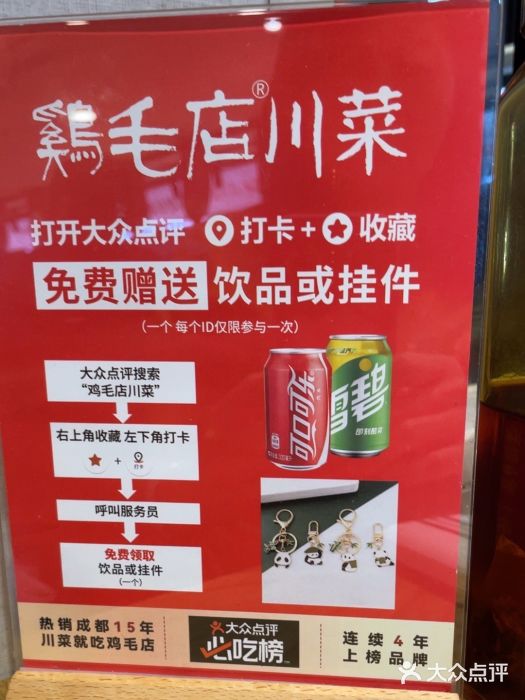 鷄毛店®川菜
打开大众点评 打卡+收藏
免费赠送饮品或挂件
(一个 每个ID仅限参与一次)
大众点评搜索
“鸡毛店川菜”
右上角收藏 左下角打卡
+ 打卡
呼叫服务员
免费领取
饮品或挂件
(一个)
可口可乐
汽水
雪碧
热销成都15年
川菜就吃鸡毛店
大众点评
必吃榜
连续4年
上榜品牌
大众点评